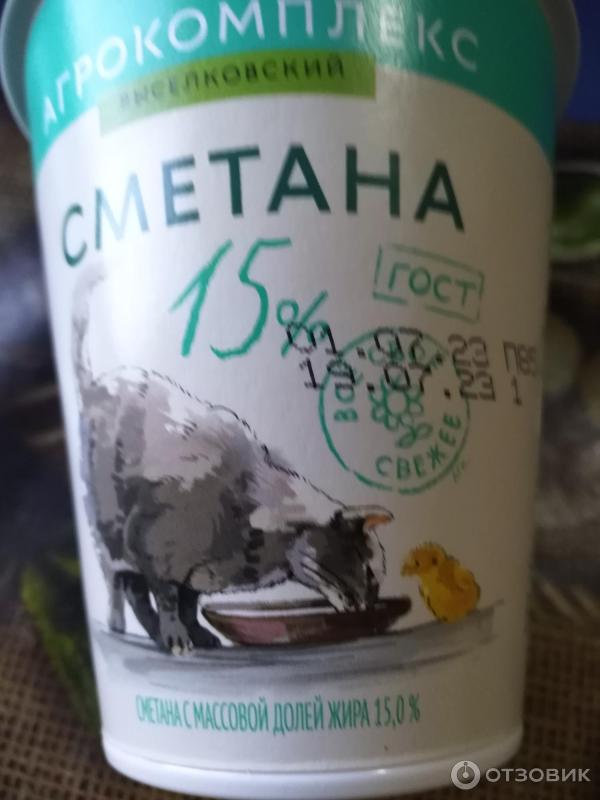 АГРОКОМПЛЕКС
ВЫСЕЛКОВСКИЙ
СМЕТАНА
15%
ГОСТ
01.07.23 ПВ5
19.07.23 1
СВЕЖЕЕ
СМЕТАНА С МАССОВОЙ ДОЛЕЙ ЖИРА 15,0 %
ОТЗОВИК